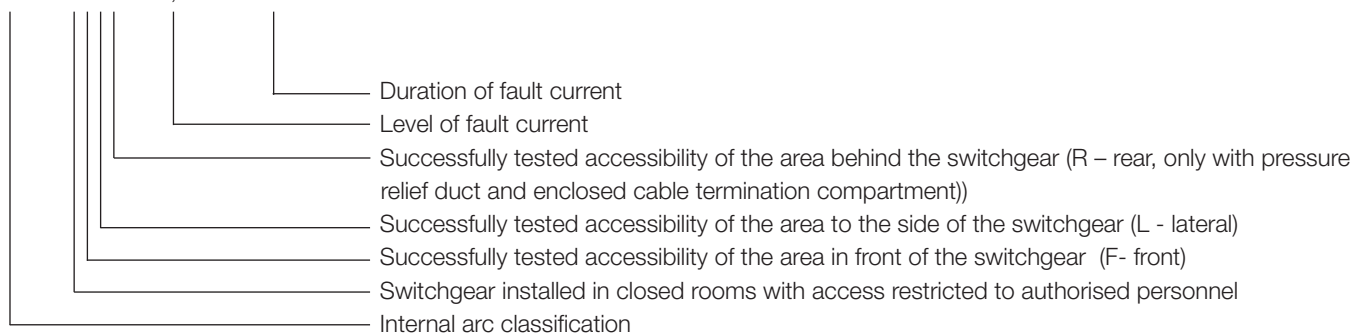 Duration of fault current
Level of fault current
Successfully tested accessibility of the area behind the switchgear (R – rear, only with pressure
relief duct and enclosed cable termination compartment))
Successfully tested accessibility of the area to the side of the switchgear (L - lateral)
Successfully tested accessibility of the area in front of the switchgear  (F- front)
Switchgear installed in closed rooms with access restricted to authorised personnel
Internal arc classification